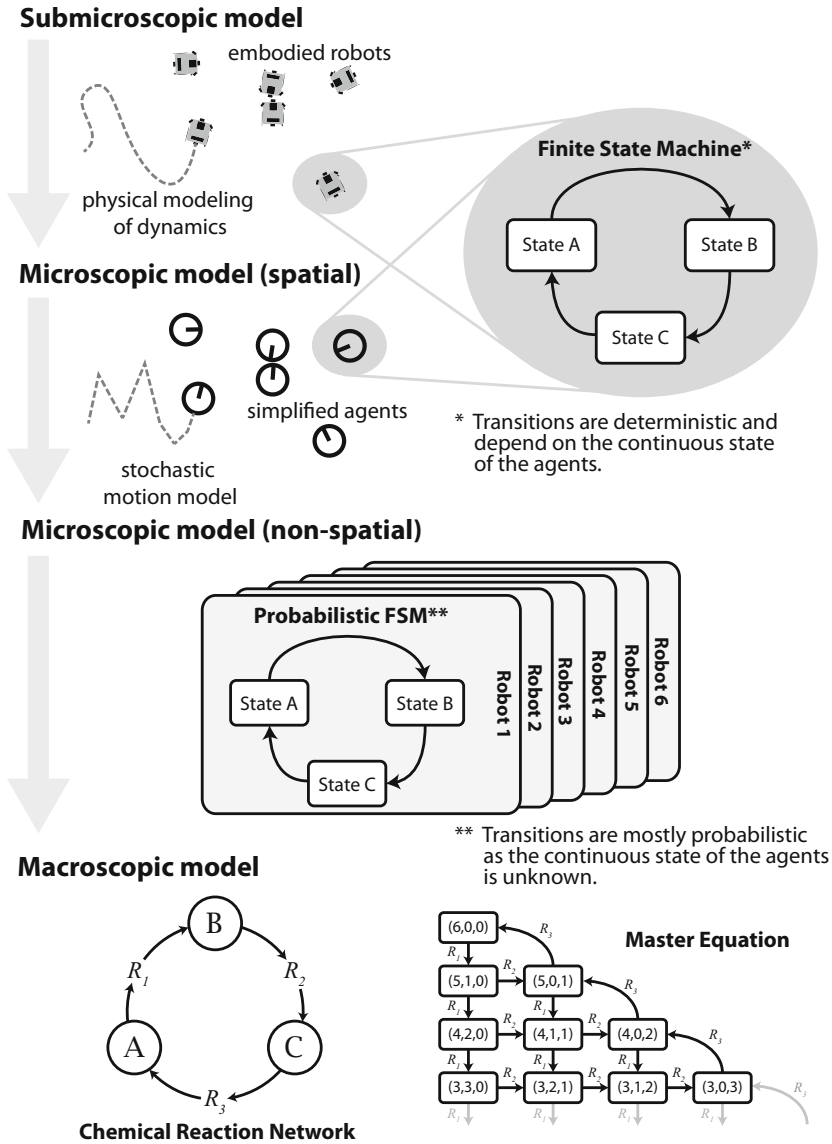 Submicroscopic model
embodied robots
physical modeling
of dynamics
Finite State Machine*
State A
State B
State C
Microscopic model (spatial)
simplified agents
stochastic
motion model
* Transitions are deterministic and
depend on the continuous state
of the agents.
Microscopic model (non-spatial)
Probabilistic FSM**
State A
State B
State C
Robot 1
Robot 2
Robot 3
Robot 4
Robot 5
Robot 6
** Transitions are mostly probabilistic
as the continuous state of the agents
is unknown.
Macroscopic model
B
R1
R2
A
C
R3
Chemical Reaction Network
Master Equation
(6,0,0)
R3
R1
(5,1,0)
R2
(5,0,1)
R3
R1
R1
(4,2,0)
R2
(4,1,1)
R2
(4,0,2)
R3
R1
R1
R1
(3,3,0)
R2
(3,2,1)
R2
(3,1,2)
R2
(3,0,3)
R3
R1
R1
R1
R1